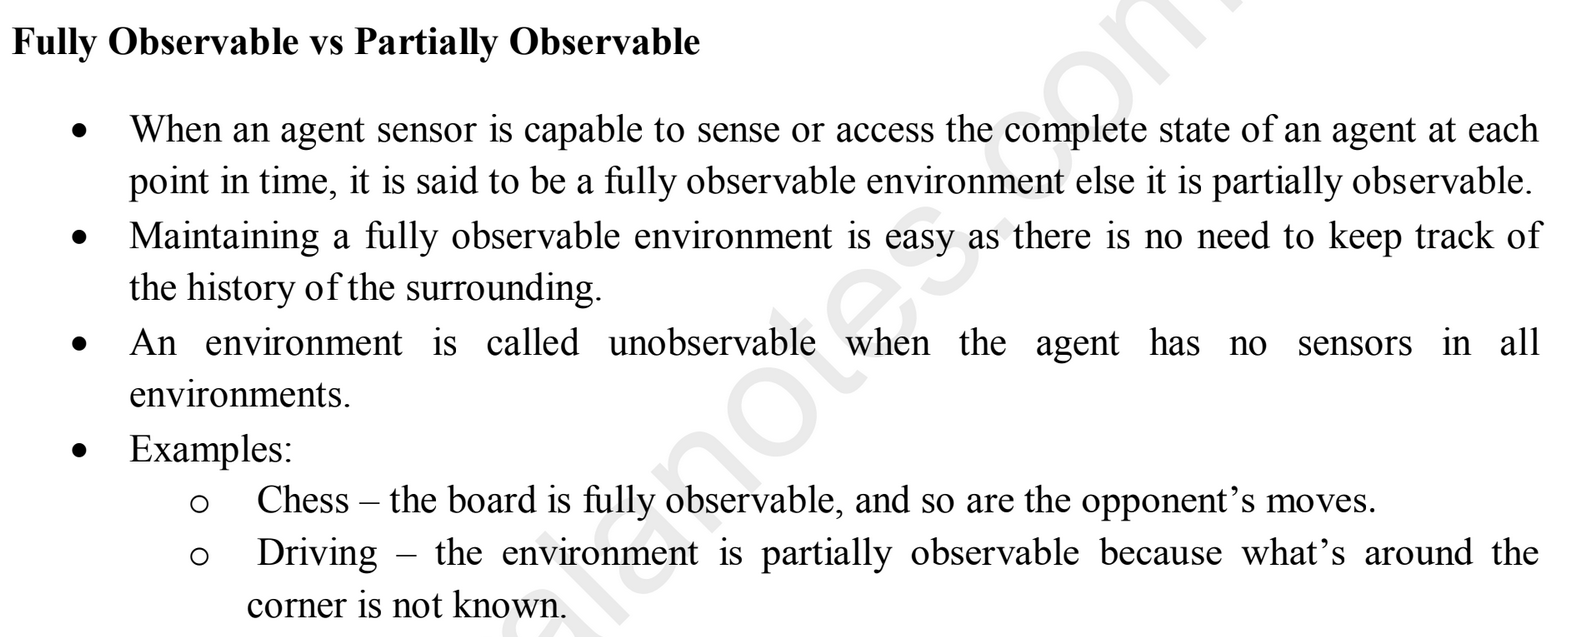 Fully Observable vs Partially Observable
• When an agent sensor is capable to sense or access the complete state of an agent at each
point in time, it is said to be a fully observable environment else it is partially observable.
• Maintaining a fully observable environment is easy as there is no need to keep track of
the history of the surrounding.
• An environment is called unobservable when the agent has no sensors in all
environments.
• Examples:
o Chess – the board is fully observable, and so are the opponent’s moves.
o Driving – the environment is partially observable because what’s around the
corner is not known.
alanotes.com